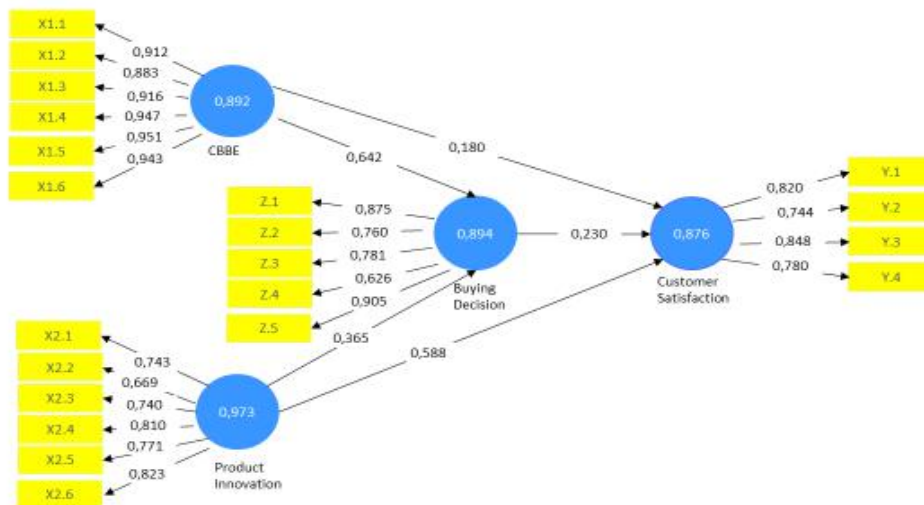 X1.1
X1.2
X1.3
X1.4
X1.5
X1.6
0,912
0,883
0,916
0,947
0,951
0,943
0,892
CBBE
0,180
0,642
Z.1
Z.2
Z.3
Z.4
Z.5
0,875
0,760
0,781
0,626
0,905
0,894
Buying
Decision
0,230
0,876
Customer
Satisfaction
0,820
0,744
0,848
0,780
Y.1
Y.2
Y.3
Y.4
0,365
0,588
X2.1
X2.2
X2.3
X2.4
X2.5
X2.6
0,743
0,669
0,740
0,810
0,771
0,823
0,973
Product
Innovation